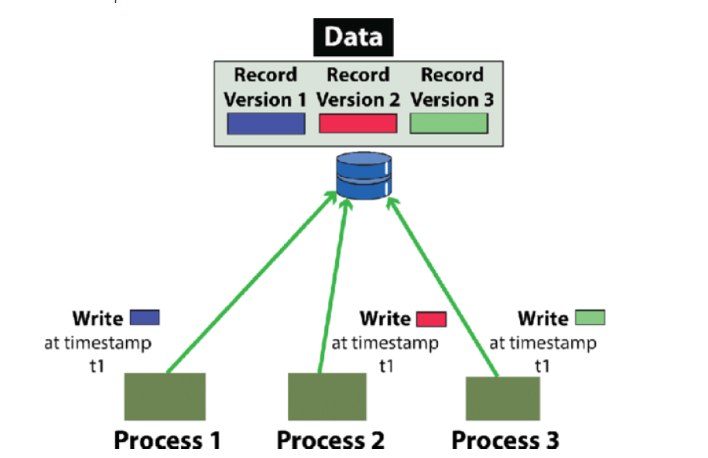 Data
Record Record Record
Version 1 Version 2 Version 3
Write Write Write
at timestamp at timestamp at timestamp
t1 t1 t1
Process 1 Process 2 Process 3